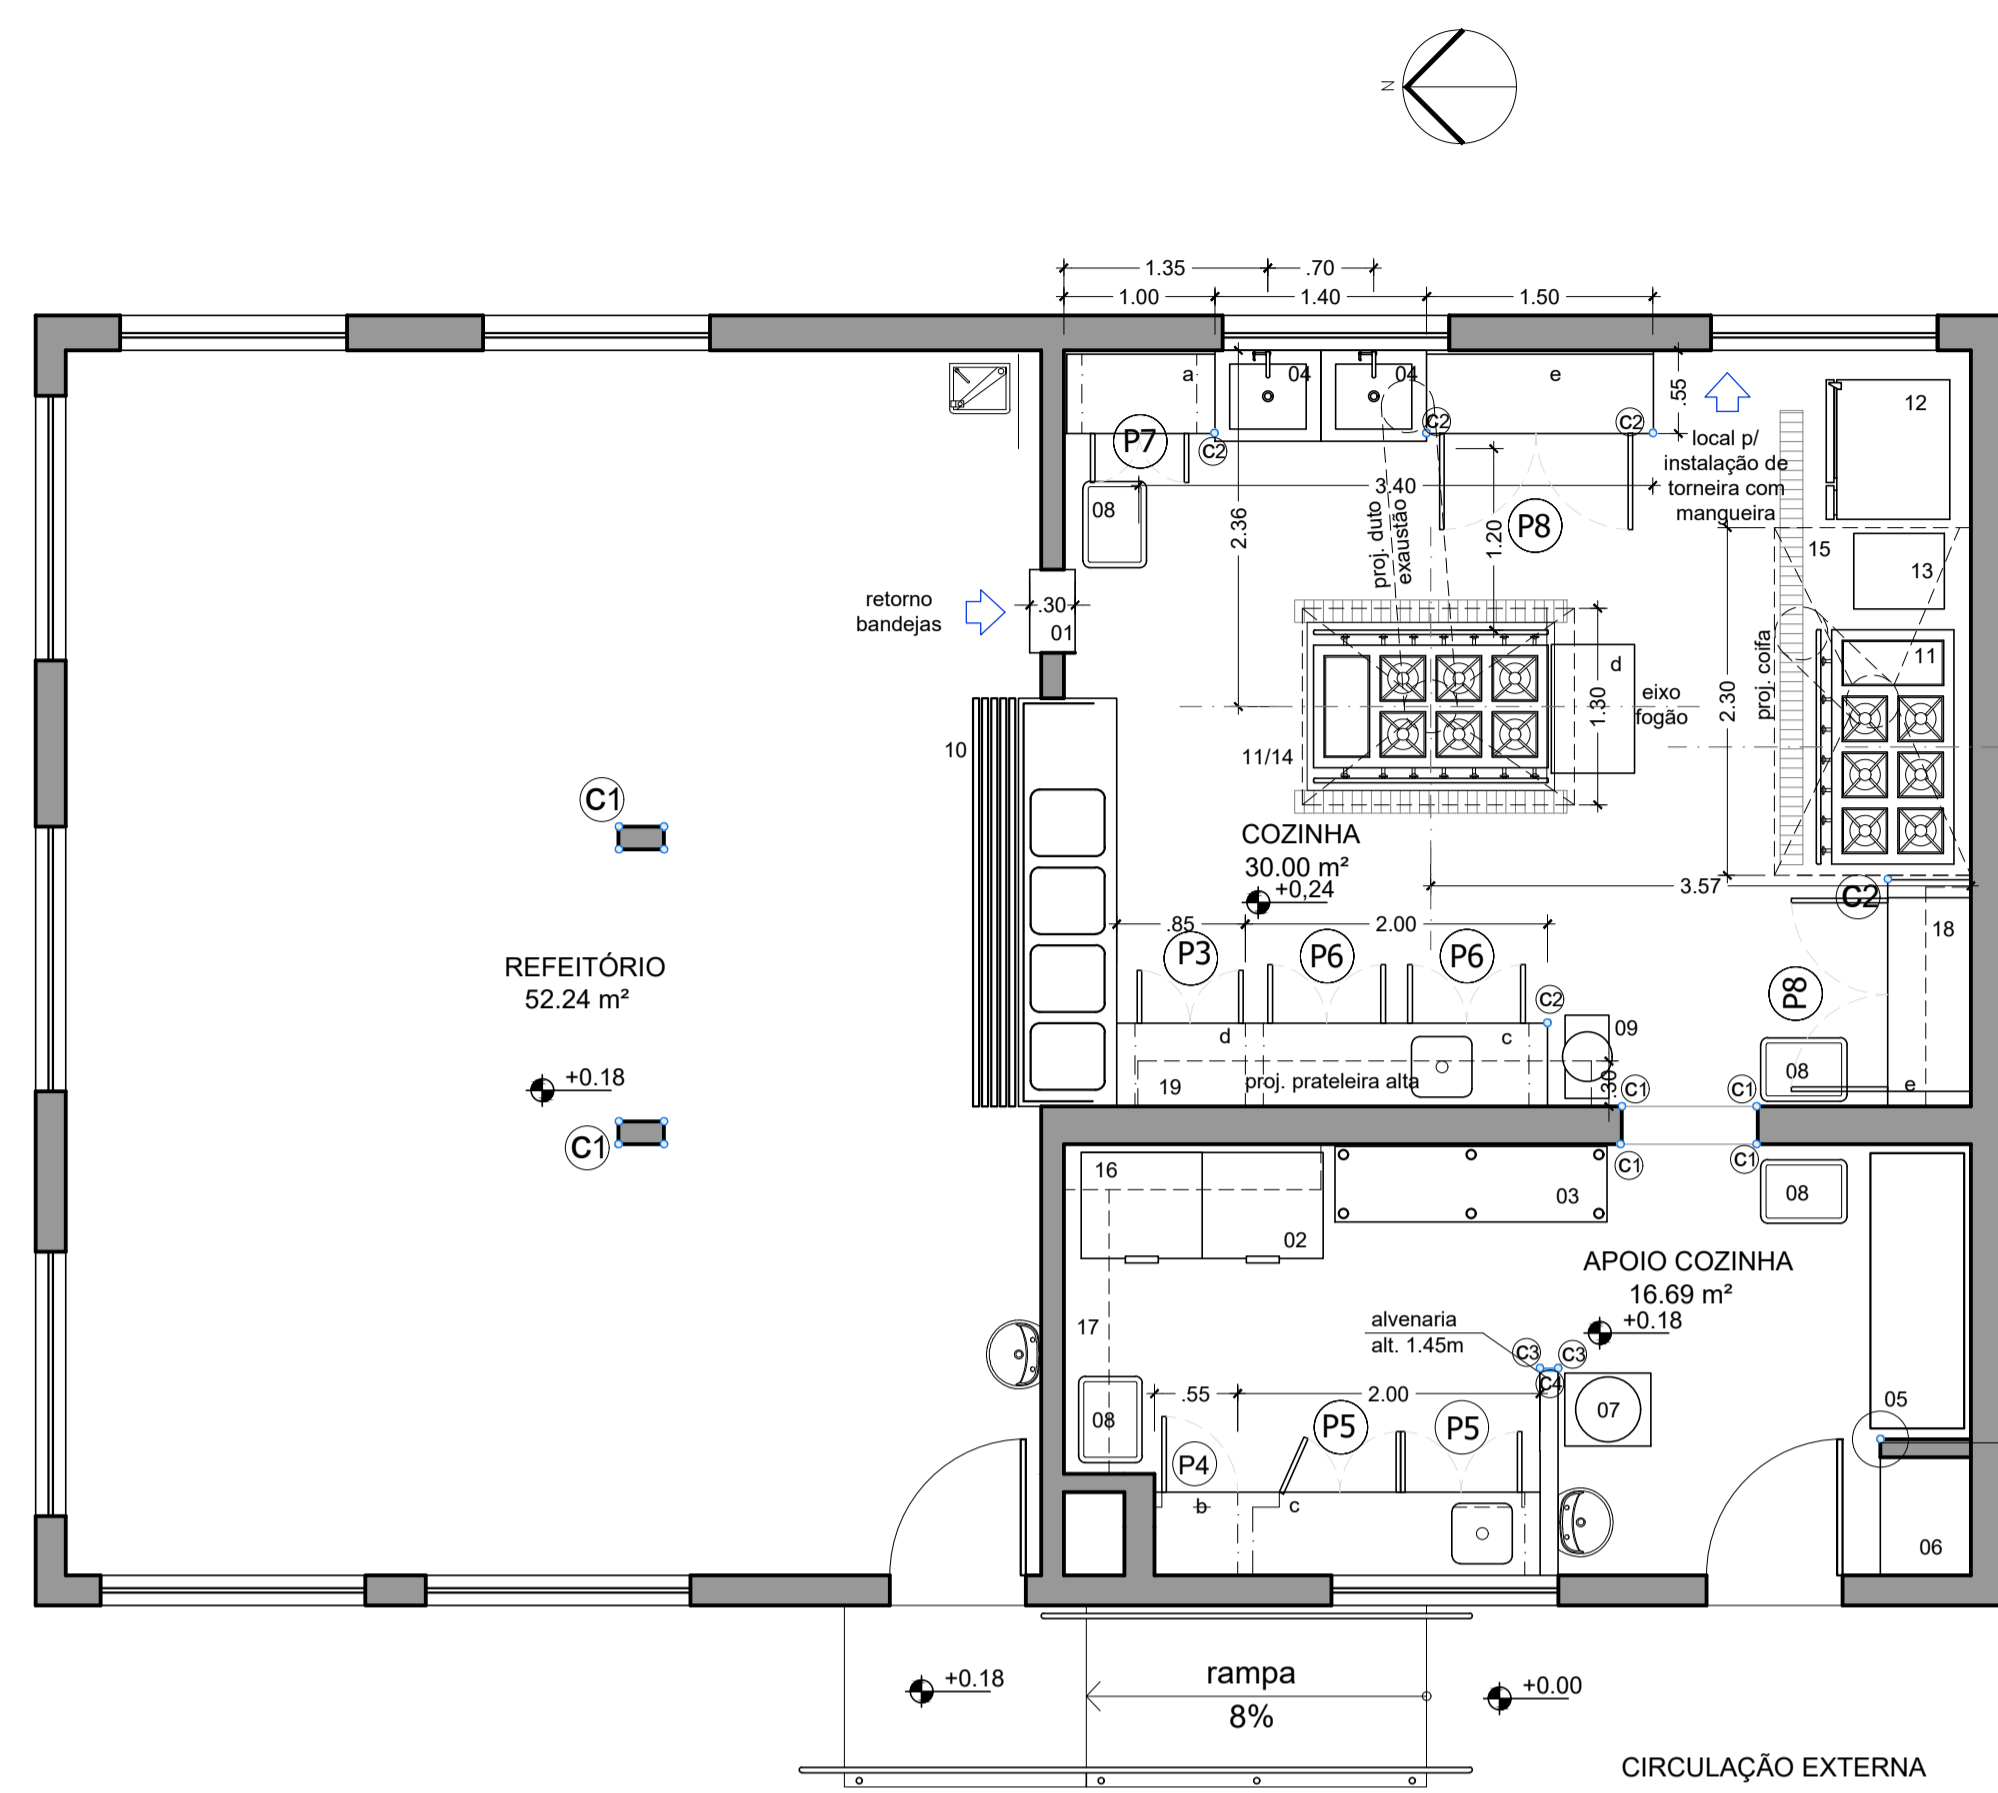 N
1.35
.70
1.00
1.40
1.50
a
04
04
e
.55
12
P7
C2
C2
C2
local p/
instalação de
torneira com
mangueira
3.40
08
2.36
proj. duto
exaustão
1.20
P8
15
13
retorno
bandejas
.30
01
1.30
d
eixo
fogão
2.30
proj. coifa
11
10
11/14
C1
COZINHA
30.00 m²
+0,24
3.57
C2
18
.85
2.00
P3
P6
P6
C2
P8
REFEITÓRIO
52.24 m²
d
c
09
08
e
19
proj. prateleira alta
.30
+0.18
C1
C1
C1
C1
C1
16
03
08
02
APOIO COZINHA
16.69 m²
+0.18
17
alvenaria
alt. 1.45m
C3
C3
C4
.55
2.00
08
P5
P5
07
05
P4
b
c
06
+0.18
rampa
8%
+0.00
CIRCULAÇÃO EXTERNA